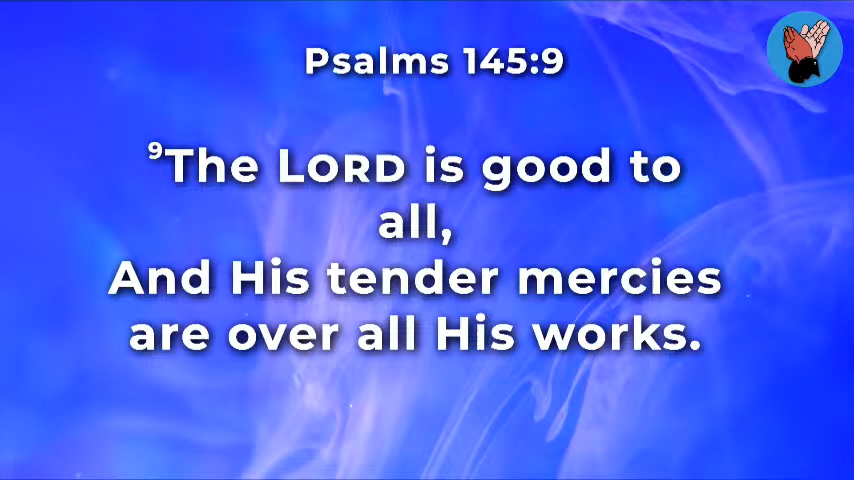 Psalms 145:9
⁹The LORD is good to
all,
And His tender mercies
are over all His works.